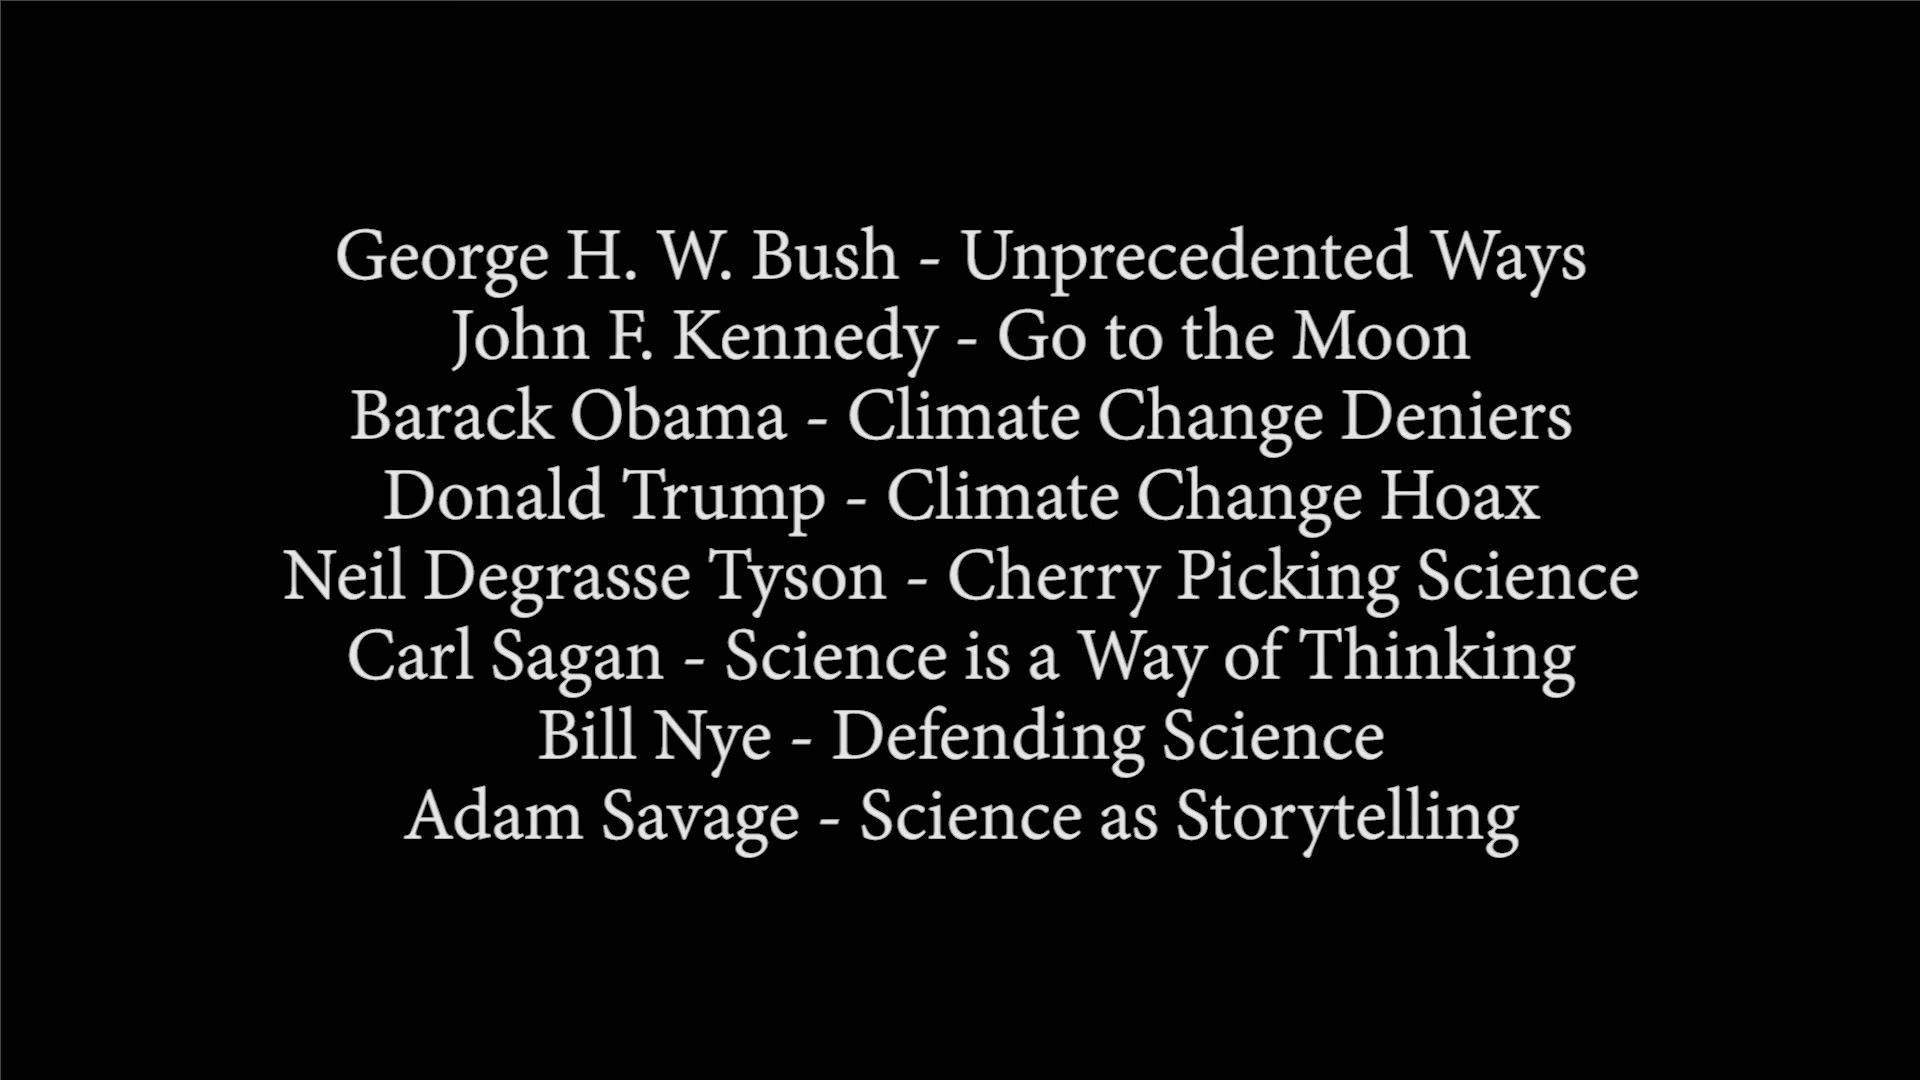 George H. W. Bush - Unprecedented Ways
John F. Kennedy - Go to the Moon
Barack Obama - Climate Change Deniers
Donald Trump - Climate Change Hoax
Neil Degrasse Tyson - Cherry Picking Science
Carl Sagan - Science is a Way of Thinking
Bill Nye - Defending Science
Adam Savage - Science as Storytelling